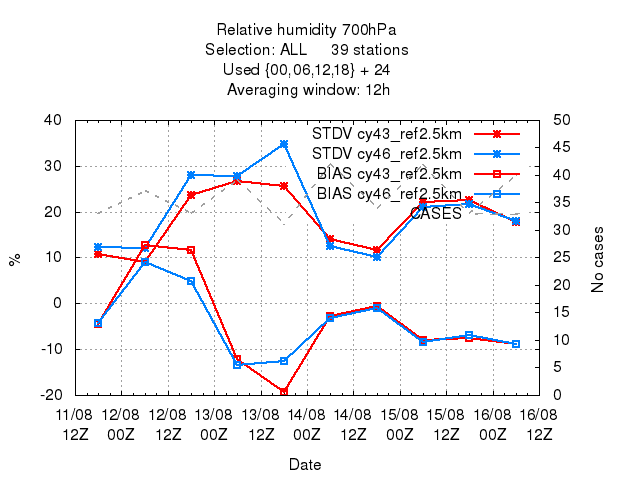 Relative humidity 700hPa
Selection: ALL     39 stations
Used {00,06,12,18} + 24
Averaging window: 12h
40 50
STDV cy43_ref2.5km
45
STDV cy46_ref2.5km
30 BIAS cy43_ref2.5km 40
BIAS cy46_ref2.5km 35
20 CASES
30
10 25
% No cases
20
0
15
-10 10
5
-20 0
11/08 12/08 12/08 13/08 13/08 14/08 14/08 15/08 15/08 16/08 16/08
12Z 00Z 12Z 00Z 12Z 00Z 12Z 00Z 12Z 00Z 12Z
Date